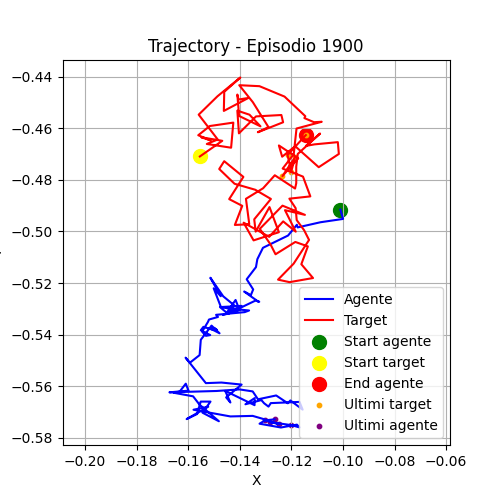 Trajectory - Episodio 1900
−0.44
−0.46
−0.48
−0.50
−0.52
−0.54
−0.56
−0.58
Agente
Target
Start agente
Start target
End agente
Ultimi target
Ultimi agente
−0.20 −0.18 −0.16 −0.14 −0.12 −0.10 −0.08 −0.06
X